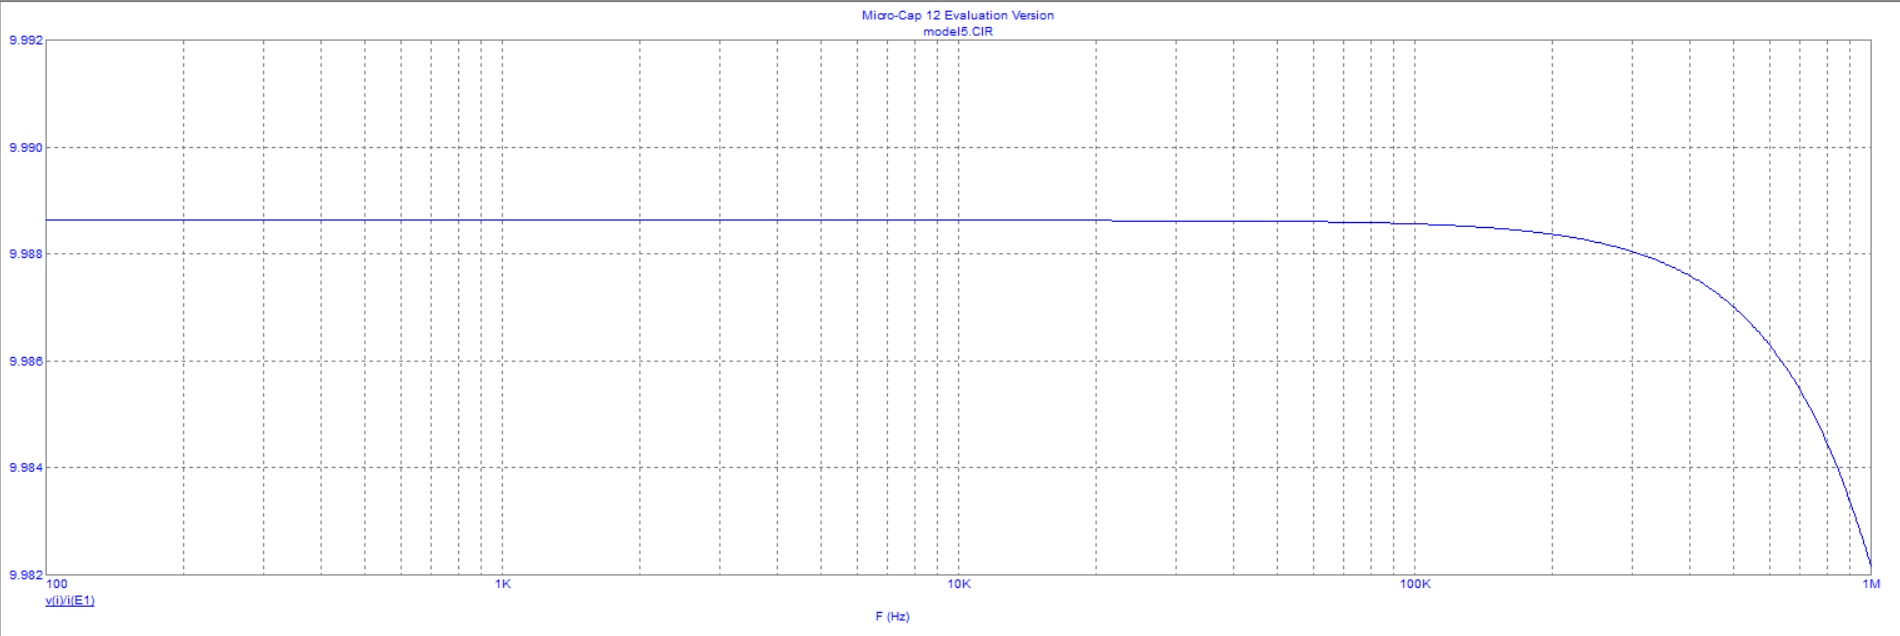 Micro-Cap 12 Evaluation Version
model5.CIR
9.992
9.990
9.988
9.986
9.984
9.982
100 1K 10K 100K 1M
v(i)/i(E1)
F (Hz)